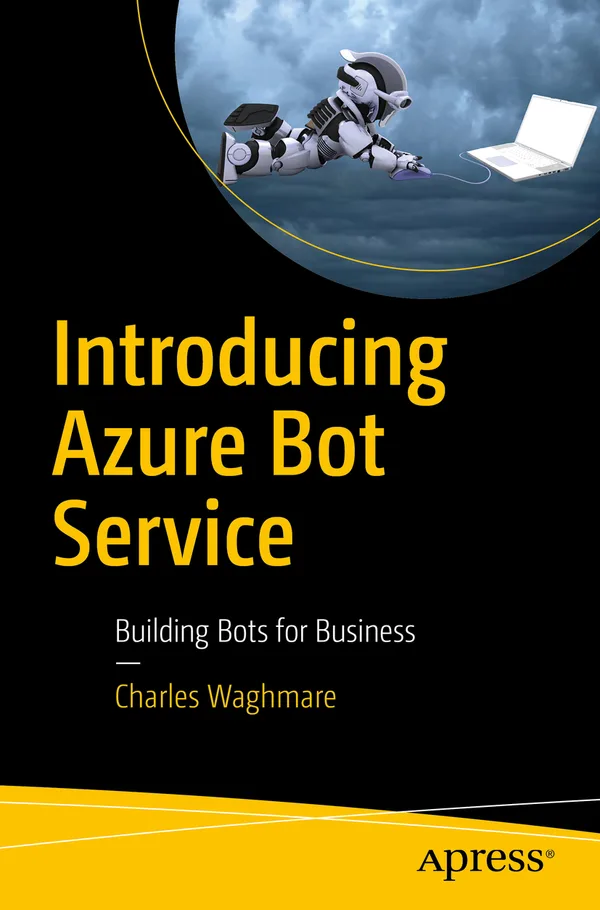 Introducing
Azure Bot
Service
Building Bots for Business
Charles Waghmare
Apress®